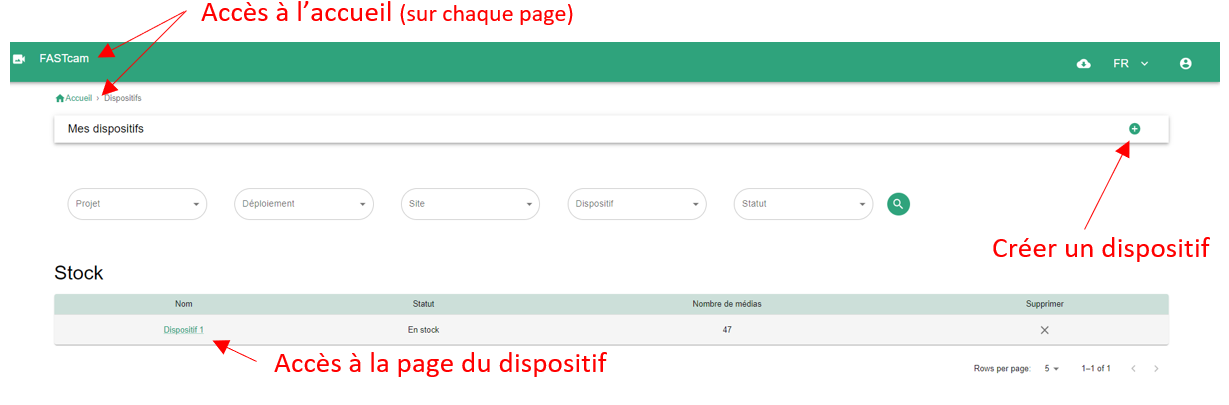 Accès à l'accueil (sur chaque page)
FASTcam
FR
Accueil › Dispositifs
Mes dispositifs
Projet
Déploiement
Site
Dispositif
Statut
Créer un dispositif
Stock
Nom Statut Nombre de médias Supprimer
Dispositif 1 En stock 47
Accès à la page du dispositif
Rows per page: 5 1–1 of 1